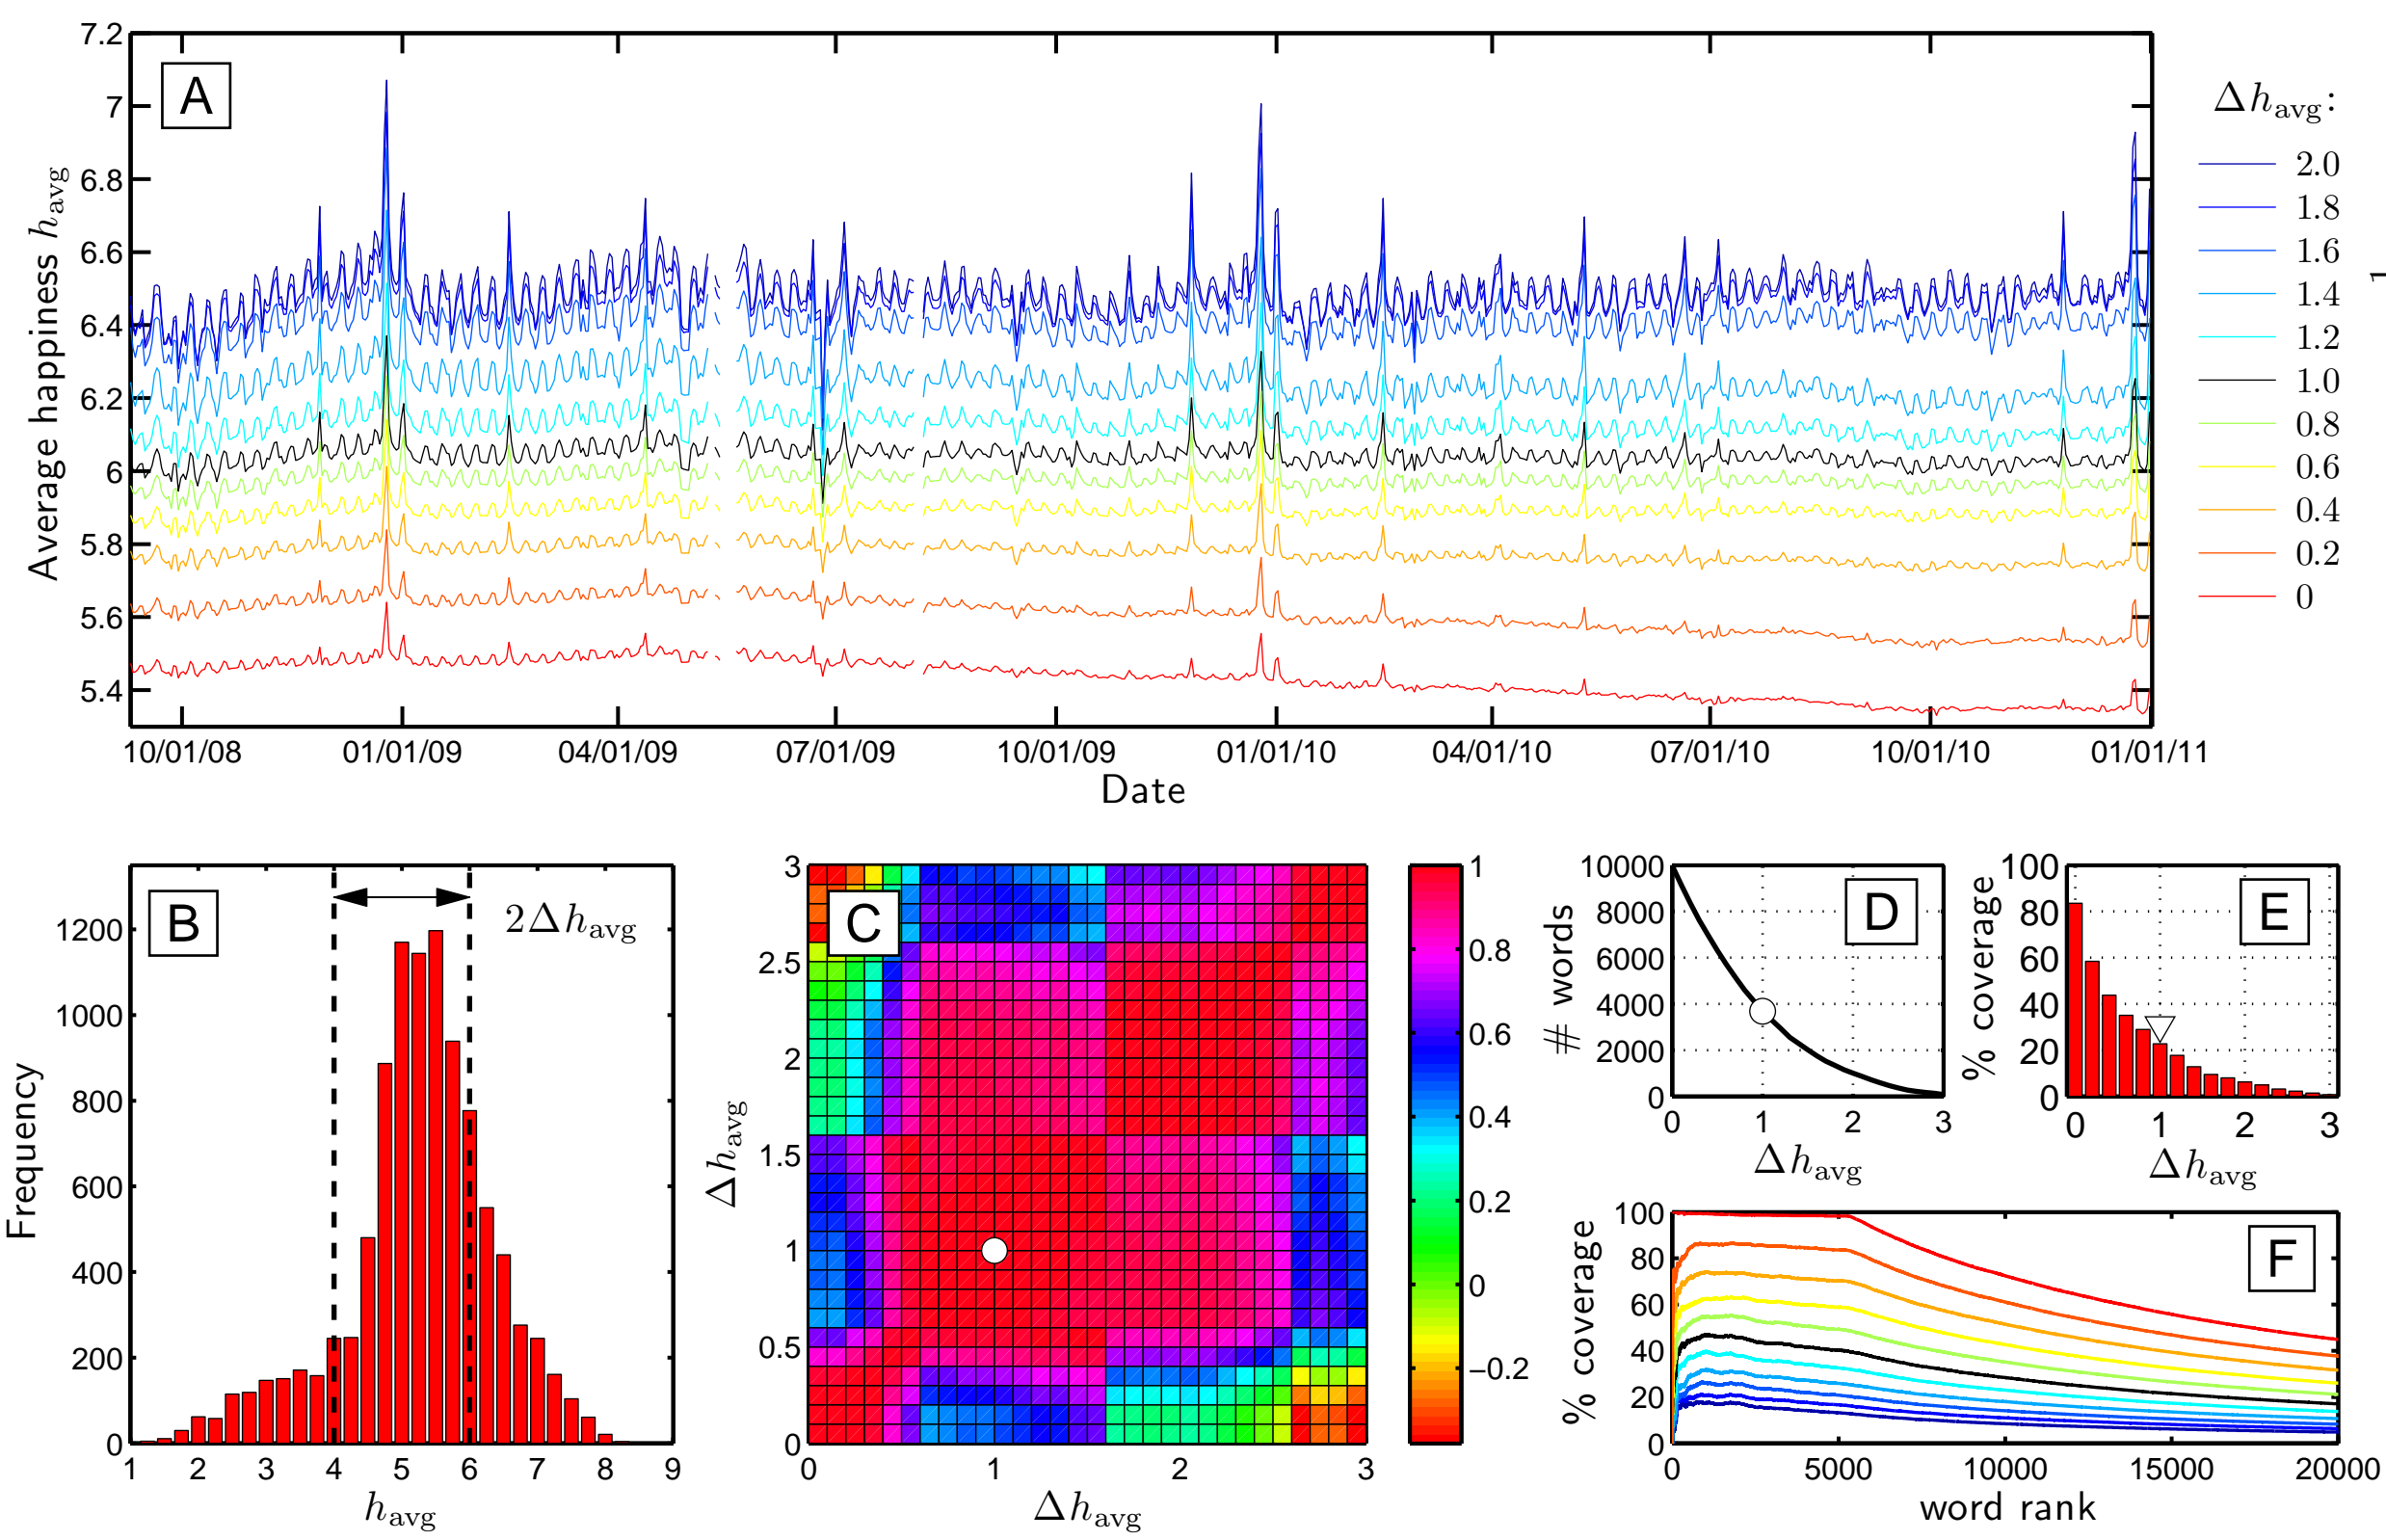 7.2
7
6.8
6.6
6.4
6.2
6
5.8
5.6
5.4
Average happiness h_avg
A
10/01/08 01/01/09 04/01/09 07/01/09 10/01/09 01/01/10 04/01/10 07/01/10 10/01/10 01/01/11
Date
Δh_avg:
2.0
1.8
1.6
1.4
1.2
1.0
0.8
0.6
0.4
0.2
0
1
B
2Δh_avg
1200
1000
800
600
400
200
0
Frequency
1 2 3 4 5 6 7 8 9
h_avg
C
3
2.5
2
1.5
1
0.5
0
Δh_avg
0 1 2 3
Δh_avg
1
0.8
0.6
0.4
0.2
0
−0.2
D
10000
8000
6000
4000
2000
0
# words
0 1 2 3
Δh_avg
E
100
80
60
40
20
0
% coverage
0 1 2 3
Δh_avg
F
100
80
60
40
20
0
% coverage
0 5000 10000 15000 20000
word rank